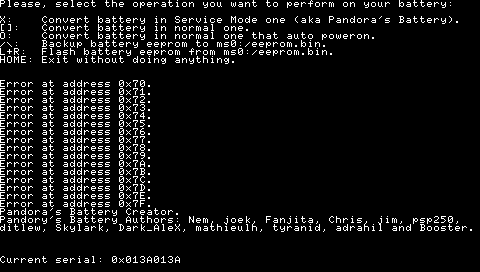 Please, select the operation you want to perform on your battery:
X:    Convert battery in Service Mode one (aka Pandora's Battery).
[]:   Convert battery in normal one.
O:    Convert battery in normal one that auto poweron.
/\:   Backup battery eeprom to ms0:/eeprom.bin.
L+R:  Flash battery eeprom from ms0:/eeprom.bin.
HOME: Exit without doing anything.
Error at address 0x70.
Error at address 0x71.
Error at address 0x72.
Error at address 0x73.
Error at address 0x74.
Error at address 0x75.
Error at address 0x76.
Error at address 0x77.
Error at address 0x78.
Error at address 0x79.
Error at address 0x7A.
Error at address 0x7B.
Error at address 0x7C.
Error at address 0x7D.
Error at address 0x7E.
Error at address 0x7F.
Pandora's Battery Creator.
Pandora's Battery Authors: Nem, joek, Fanjita, Chris, jim, psp250,
ditlew, Skylark, Dark_AleX, mathieulh, tyranid, adrahil and Booster.
Current serial: 0x013A013A